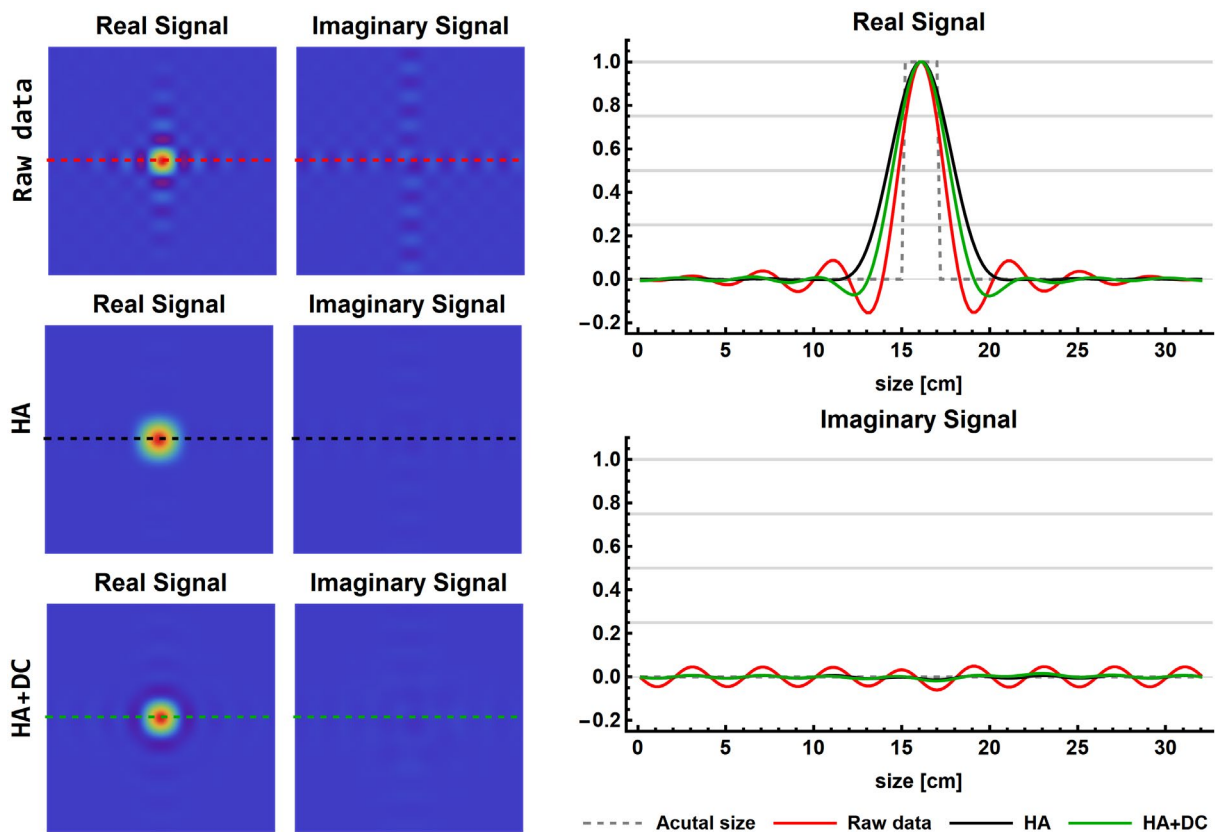 Real Signal
Imaginary Signal
Raw data
Real Signal
Imaginary Signal
HA
Real Signal
Imaginary Signal
HA+DC
Real Signal
1.0
0.8
0.6
0.4
0.2
0.0
−0.2
0 5 10 15 20 25 30
size [cm]
Imaginary Signal
1.0
0.8
0.6
0.4
0.2
0.0
−0.2
0 5 10 15 20 25 30
size [cm]
Acutal size Raw data HA HA+DC